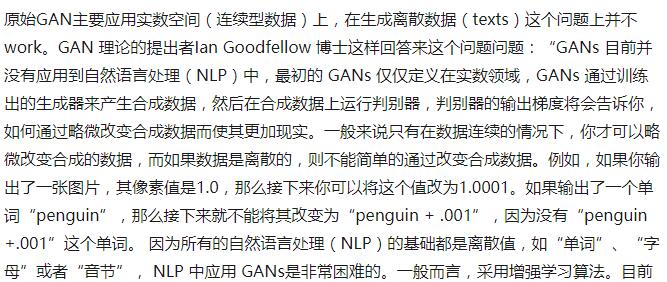 原始GAN主要应用实数空间（连续型数据）上，在生成离散数据（texts）这个问题上并不
work。GAN 理论的提出者Ian Goodfellow 博士这样回答来这个问题问题：“GANs 目前并
没有应用到自然语言处理（NLP）中，最初的 GANs 仅仅定义在实数领域，GANs 通过训练
出的生成器来产生合成数据，然后在合成数据上运行判别器，判别器的输出梯度将会告诉你，
如何通过略微改变合成数据而使其更加现实。一般来说只有在数据连续的情况下，你才可以略
微改变合成的数据，而如果数据是离散的，则不能简单的通过改变合成数据。例如，如果你输
出了一张图片，其像素值是1.0，那么接下来你可以将这个值改为1.0001。如果输出了一个单
词“penguin”，那么接下来就不能将其改变为“penguin + .001”，因为没有“penguin
+.001”这个单词。 因为所有的自然语言处理（NLP）的基础都是离散值，如“单词”、“字
母”或者“音节”， NLP 中应用 GANs是非常困难的。一般而言，采用增强学习算法。目前